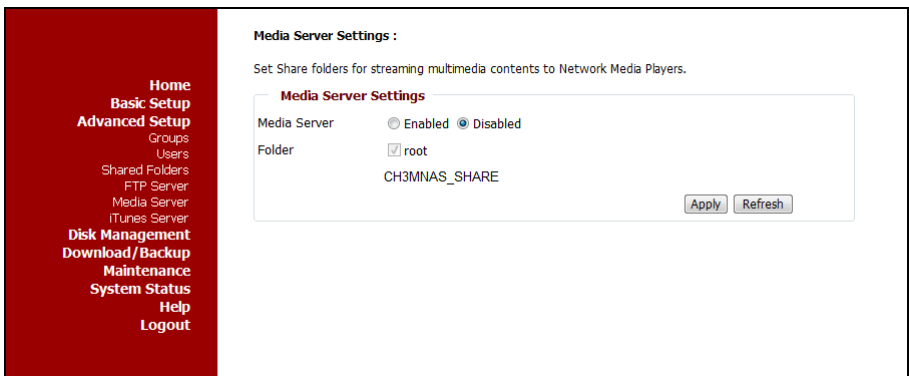 Home
Basic Setup
Advanced Setup
Groups
Users
Shared Folders
FTP Server
Media Server
iTunes Server
Disk Management
Download/Backup
Maintenance
System Status
Help
Logout
Media Server Settings :
Set Share folders for streaming multimedia contents to Network Media Players.
Media Server Settings
Media Server Enabled Disabled
Folder root
CH3MNAS_SHARE
Apply Refresh